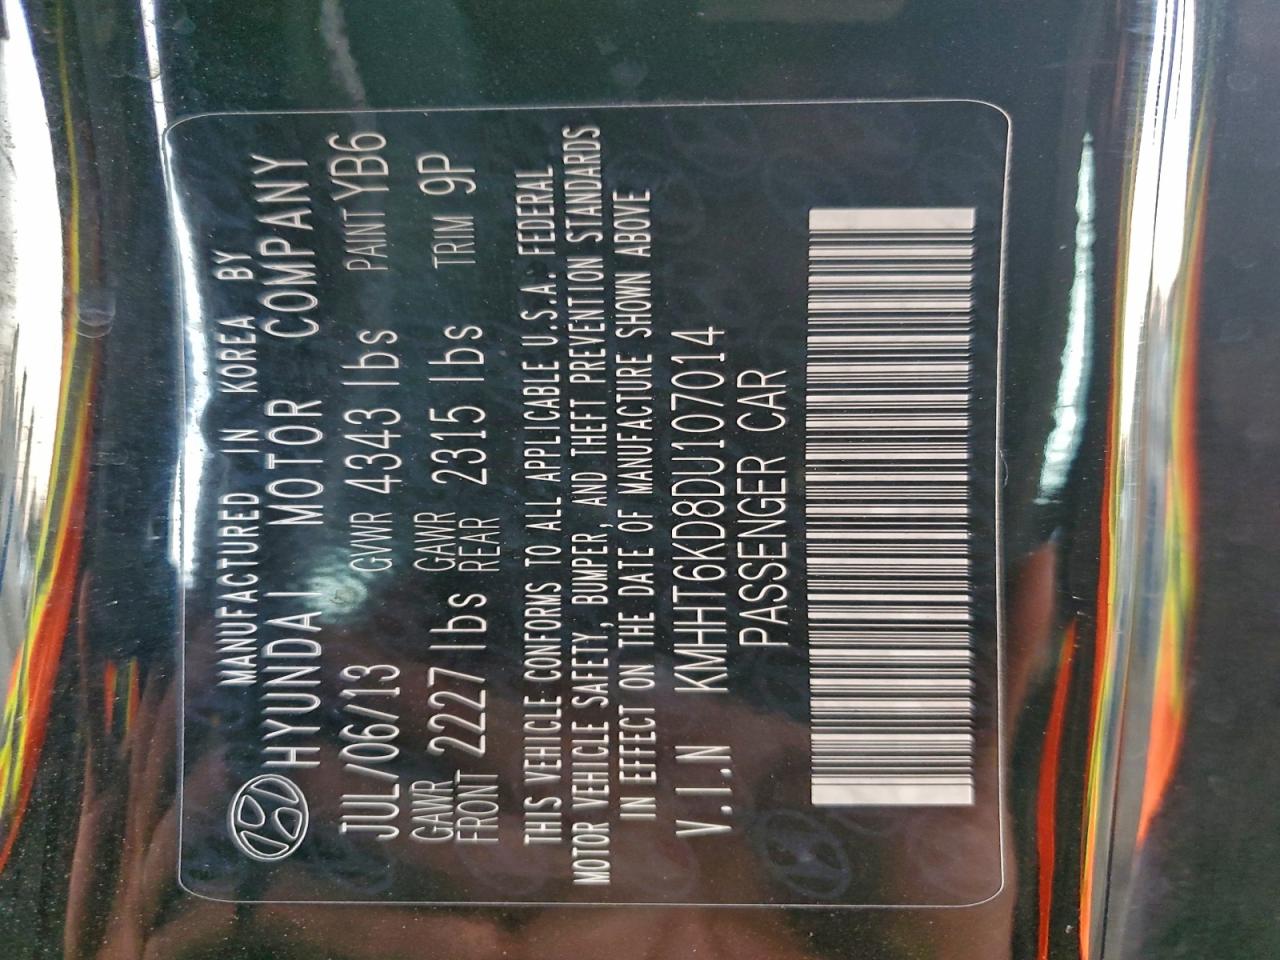 MANUFACTURED IN KOREA BY
HYUNDAI MOTOR COMPANY
JUL/06/13 GVWR 4343 lbs PAINT YB6
GAWR FRONT 2227 lbs GAWR REAR 2315 lbs TRIM 9P
THIS VEHICLE CONFORMS TO ALL APPLICABLE U.S.A. FEDERAL
MOTOR VEHICLE SAFETY, BUMPER, AND THEFT PREVENTION STANDARDS
IN EFFECT ON THE DATE OF MANUFACTURE SHOWN ABOVE
V.I.N KMHHT6KD8DU107014
PASSENGER CAR